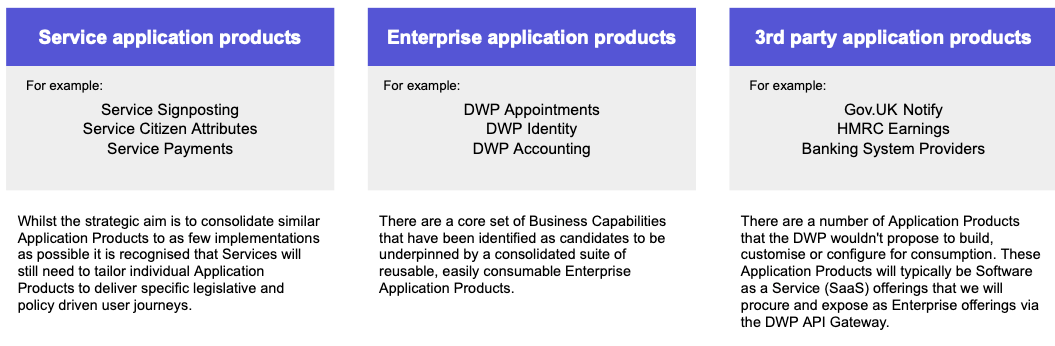 Service application products
For example:
Service Signposting
Service Citizen Attributes
Service Payments
Whilst the strategic aim is to consolidate similar
Application Products to as few implementations
as possible it is recognised that Services will
still need to tailor individual Application
Products to deliver specific legislative and
policy driven user journeys.
Enterprise application products
For example:
DWP Appointments
DWP Identity
DWP Accounting
There are a core set of Business Capabilities
that have been identified as candidates to be
underpinned by a consolidated suite of
reusable, easily consumable Enterprise
Application Products.
3rd party application products
For example:
Gov.UK Notify
HMRC Earnings
Banking System Providers
There are a number of Application Products
that the DWP wouldn't propose to build,
customise or configure for consumption. These
Application Products will typically be Software
as a Service (SaaS) offerings that we will
procure and expose as Enterprise offerings via
the DWP API Gateway.